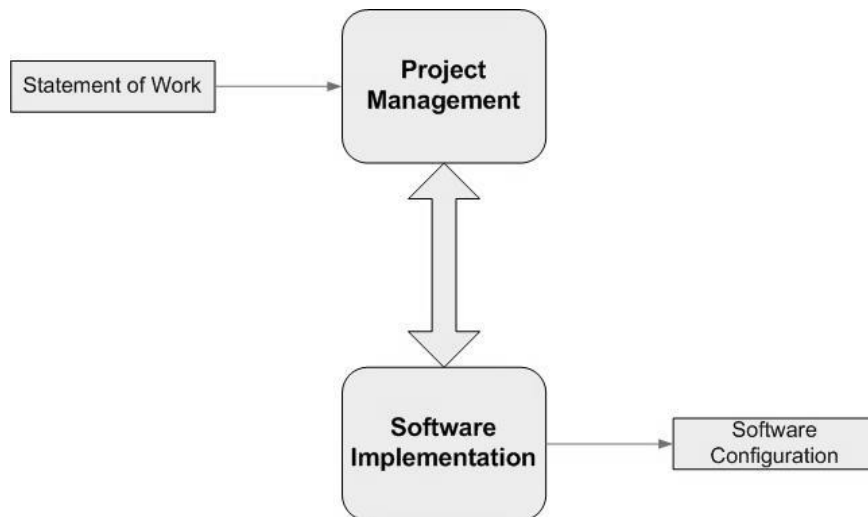 Statement of Work
Project
Management
Software
Implementation
Software
Configuration